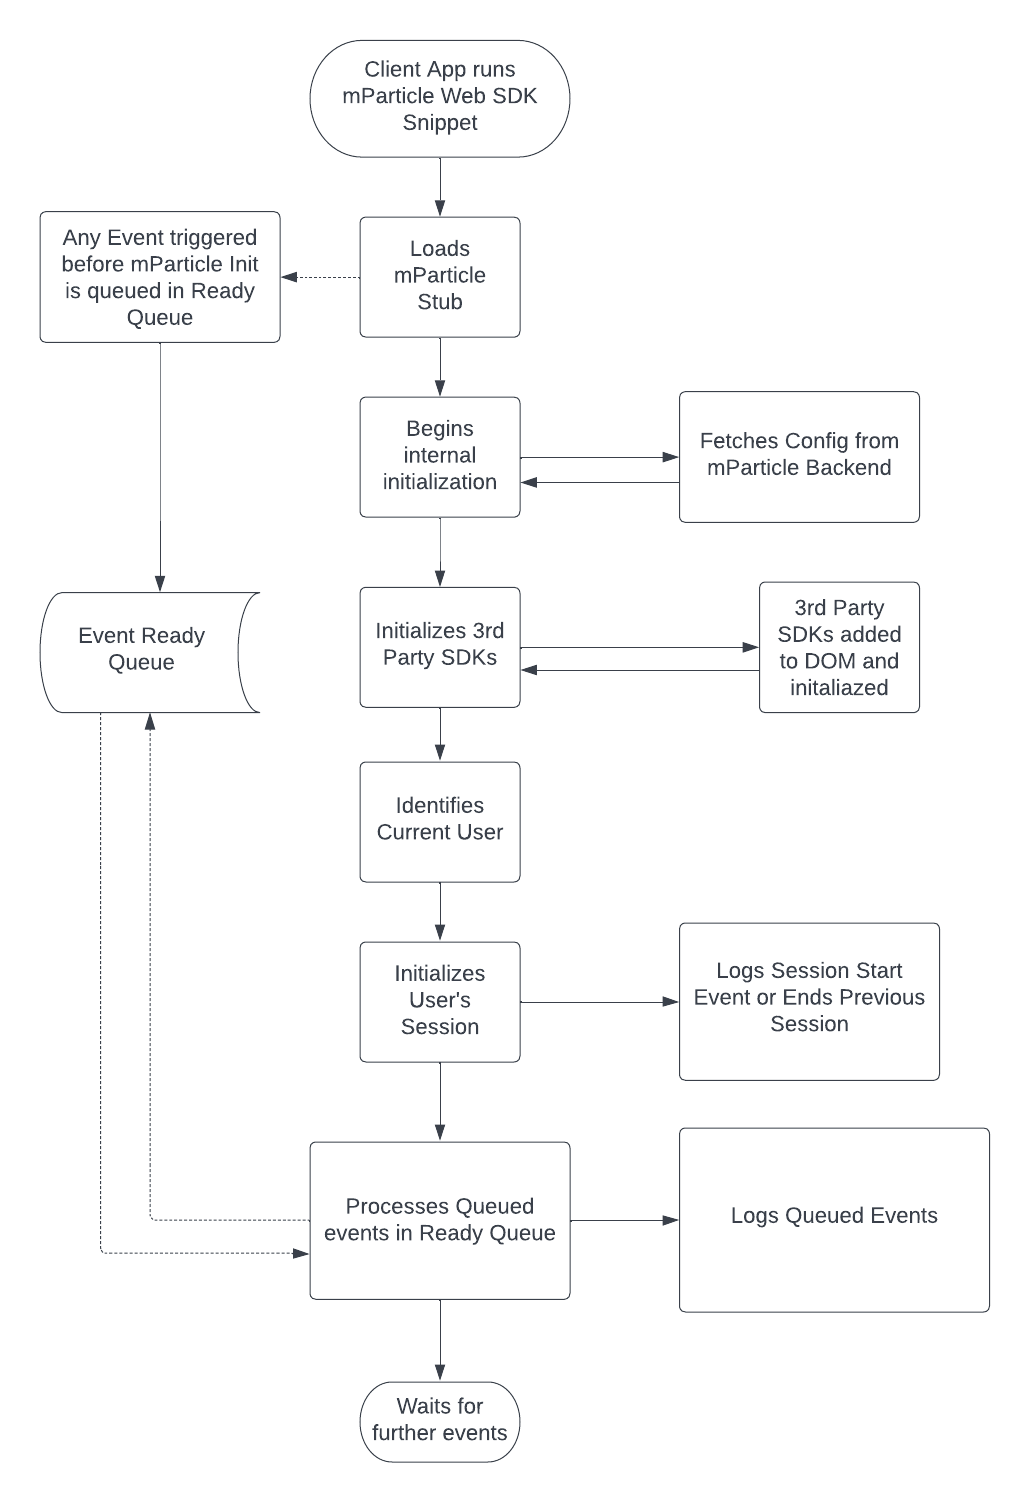 Client App runs
mParticle Web SDK
Snippet
Any Event triggered
before mParticle Init
is queued in Ready
Queue
Loads
mParticle
Stub
Begins
internal
initialization
Fetches Config from
mParticle Backend
Event Ready
Queue
Initializes 3rd
Party SDKs
3rd Party
SDKs added
to DOM and
initaliazed
Identifies
Current User
Initializes
User's
Session
Logs Session Start
Event or Ends Previous
Session
Processes Queued
events in Ready Queue
Logs Queued Events
Waits for
further events